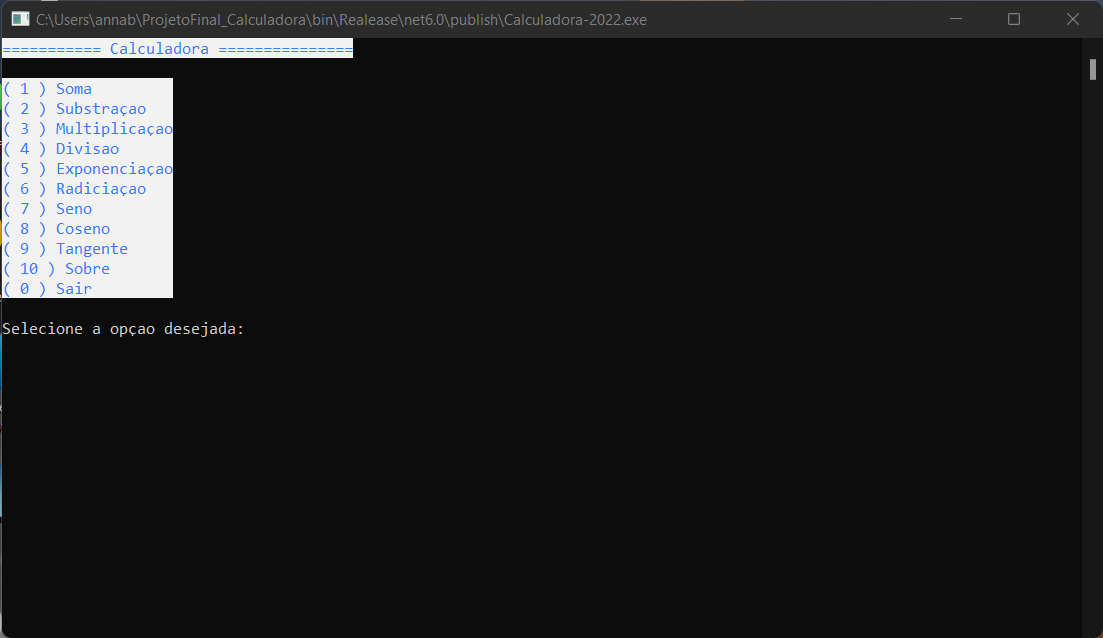 C:\Users\annab\ProjetoFinal_Calculadora\bin\Realease\net6.0\publish\Calculadora-2022.exe
=========== Calculadora ===============
( 1 ) Soma
( 2 ) Substraçao
( 3 ) Multiplicaçao
( 4 ) Divisao
( 5 ) Exponenciaçao
( 6 ) Radiciaçao
( 7 ) Seno
( 8 ) Coseno
( 9 ) Tangente
( 10 ) Sobre
( 0 ) Sair
Selecione a opçao desejada: